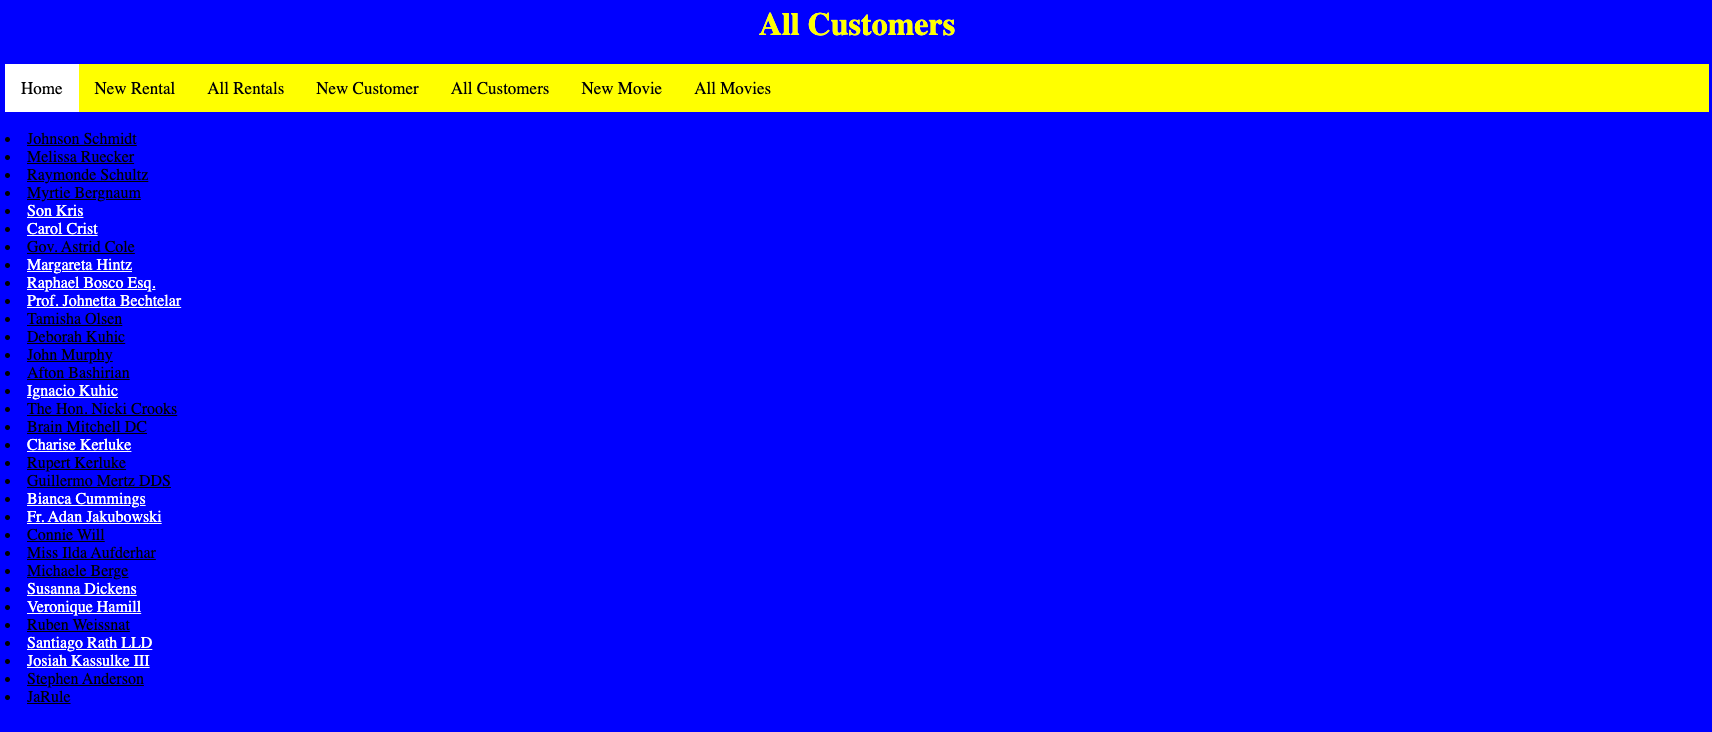 All Customers
Home New Rental All Rentals New Customer All Customers New Movie All Movies
Johnson Schmidt
Melissa Ruecker
Raymonde Schultz
Myrtie Bergnaum
Son Kris
Carol Crist
Gov. Astrid Cole
Margareta Hintz
Raphael Bosco Esq.
Prof. Johnetta Bechtelar
Tamisha Olsen
Deborah Kuhic
John Murphy
Afton Bashirian
Ignacio Kuhic
The Hon. Nicki Crooks
Brain Mitchell DC
Charise Kerluke
Rupert Kerluke
Guillermo Mertz DDS
Bianca Cummings
Fr. Adan Jakubowski
Connie Will
Miss Ilda Aufderhar
Michaele Berge
Susanna Dickens
Veronique Hamill
Ruben Weissnat
Santiago Rath LLD
Josiah Kassulke III
Stephen Anderson
JaRule